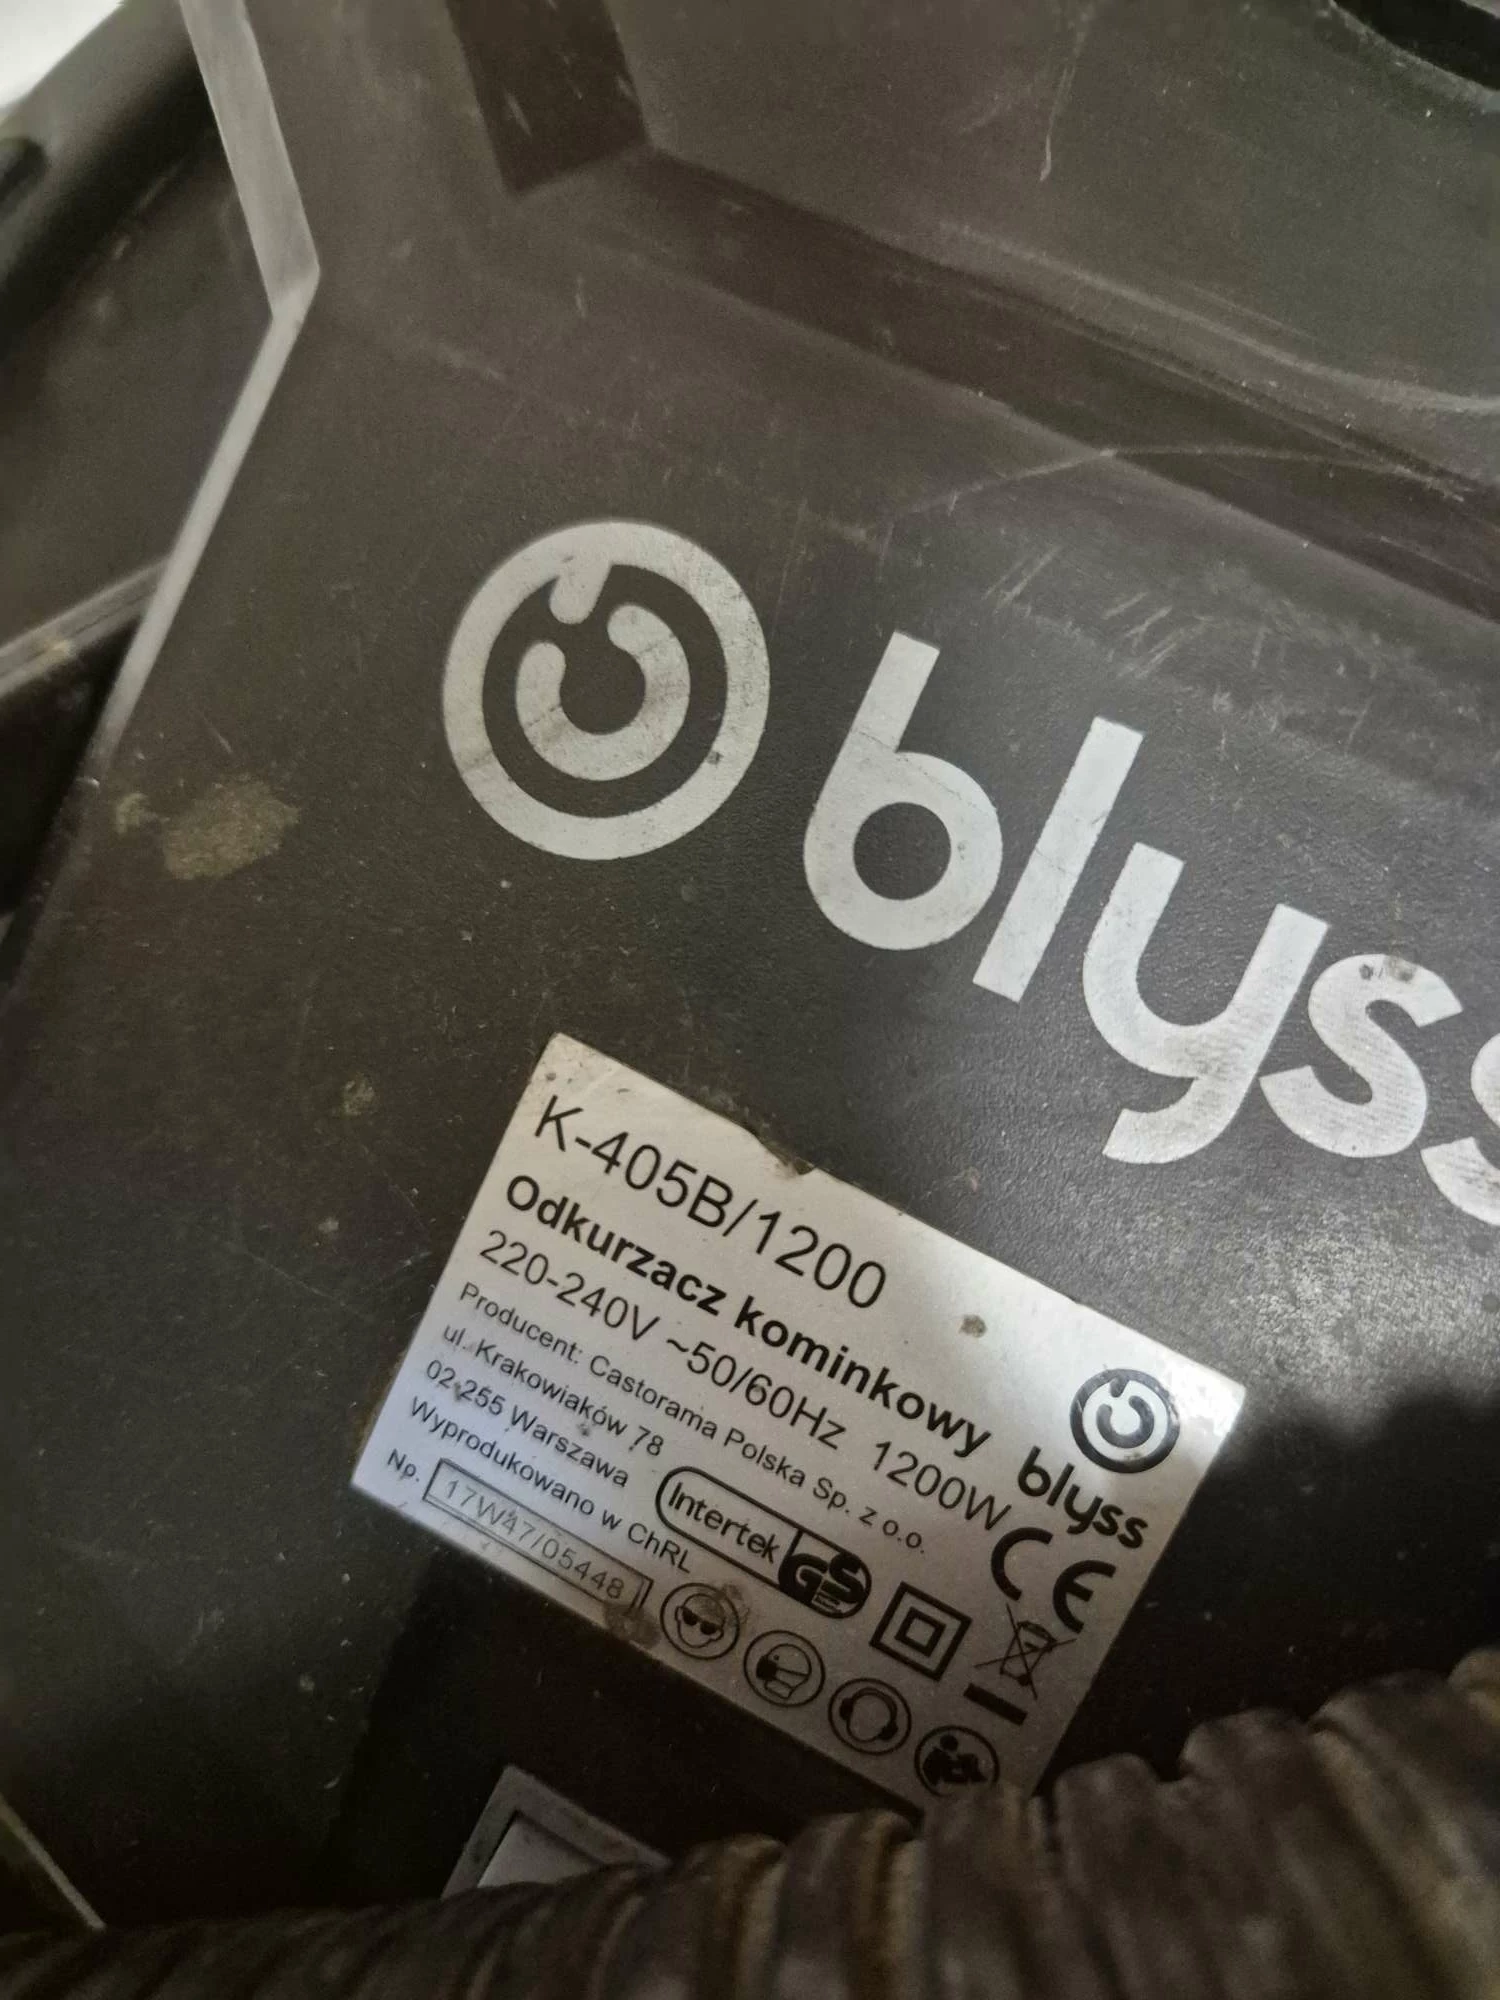 blyss
K-405B/1200
Odkurzacz kominkowy
220-240V ~50/60Hz 1200W
Producent: Castorama Polska Sp. z o.o.
ul. Krakowiaków 78
02-255 Warszawa
Wyprodukowano w ChRL
Np. 17W47/05448
Intertek
GS
blyss
CE